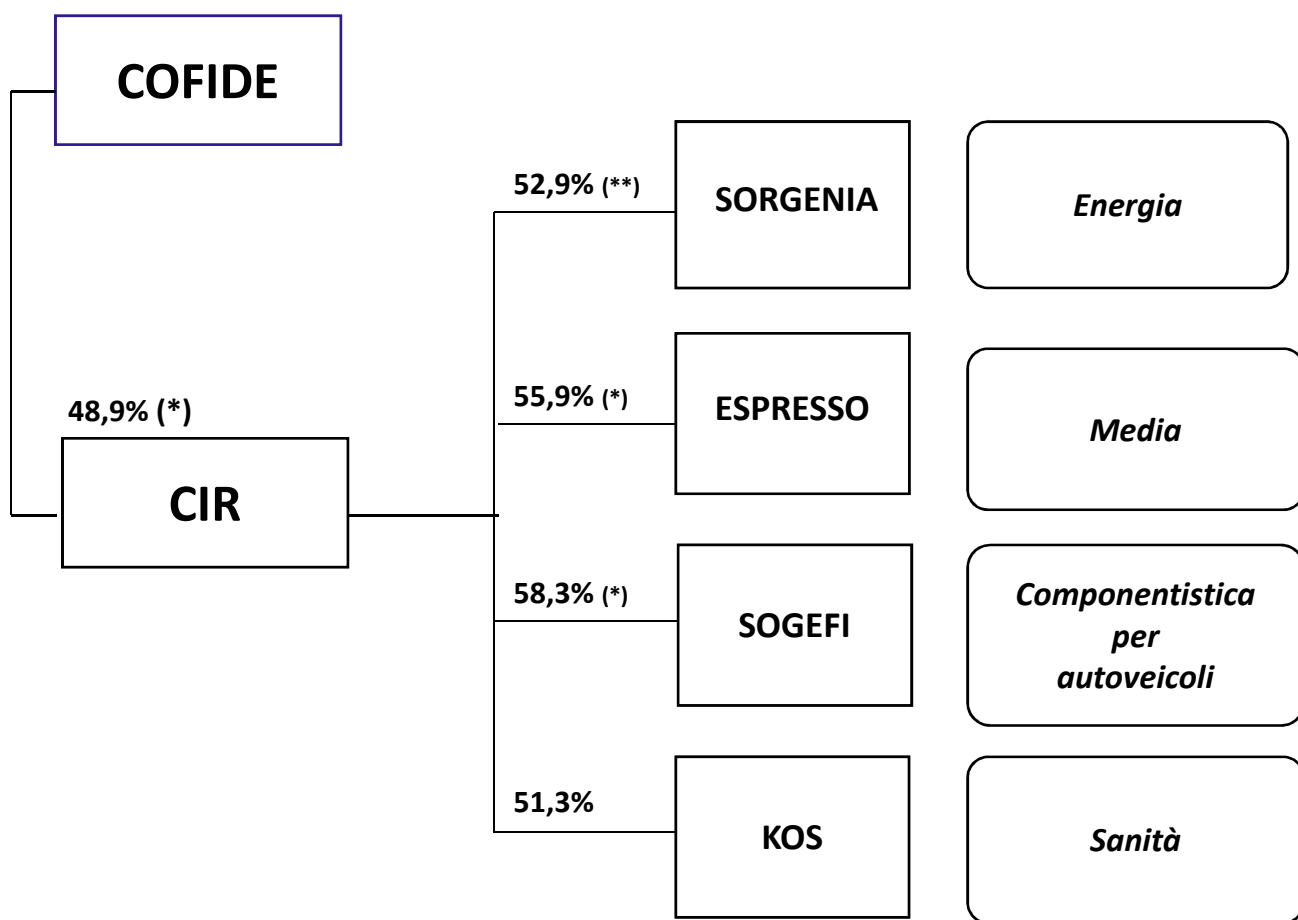 COFIDE
48,9% (*)
CIR
52,9% (**)
SORGENIA
Energia
55,9% (*)
ESPRESSO
Media
58,3% (*)
SOGEFI
Componentistica
per
autoveicoli
51,3%
KOS
Sanità